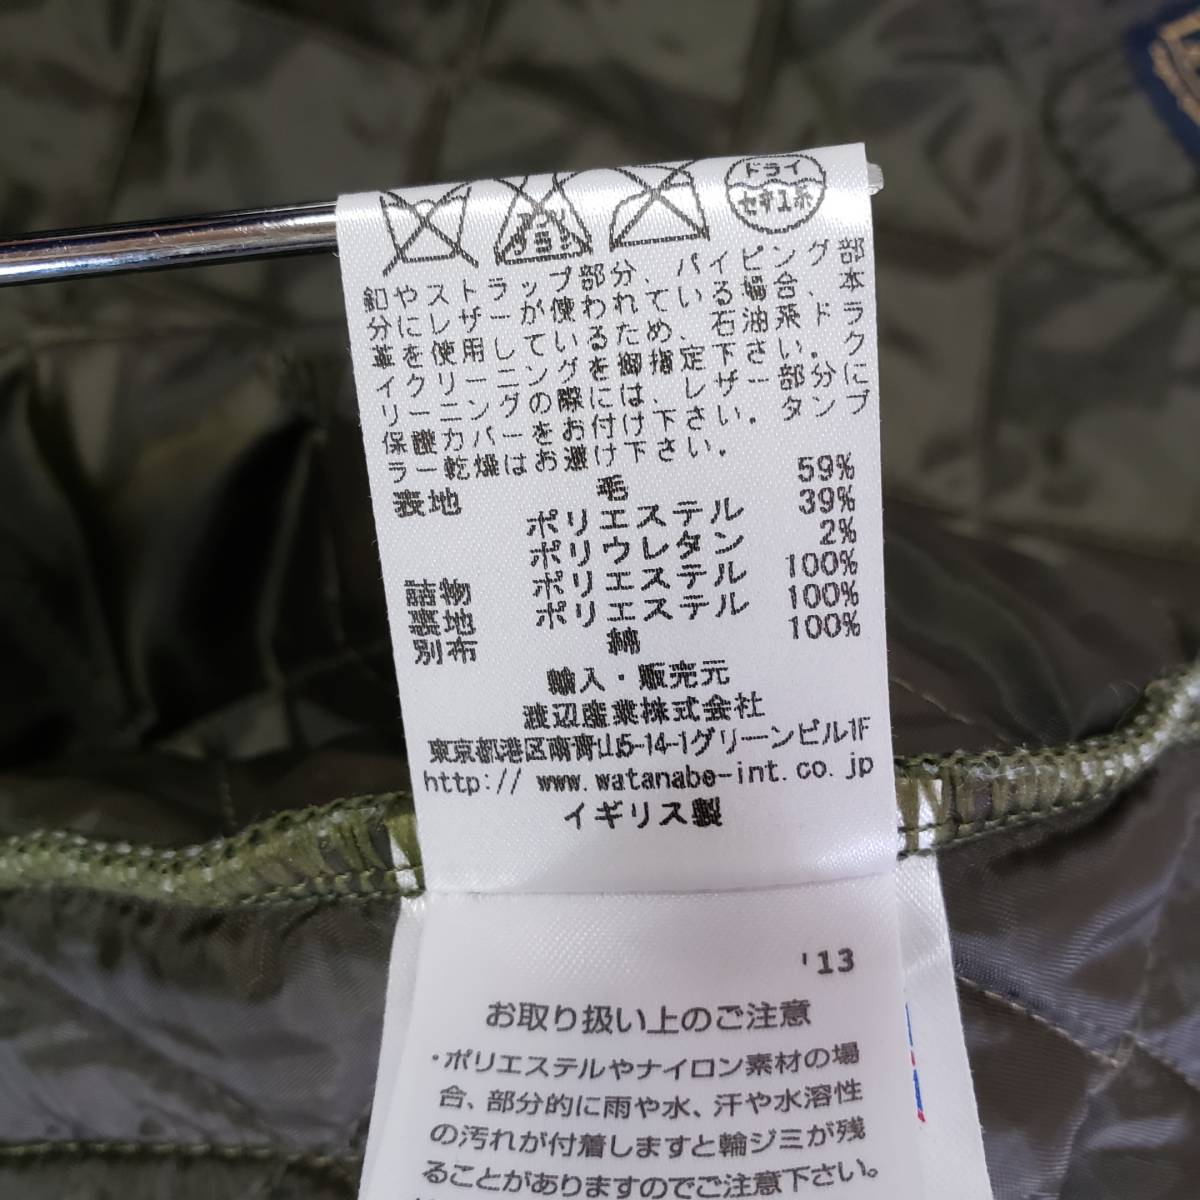 ドライ
セキユ系
エンソ
サラシ
釦やストラップ部分、パイピング部
分にレザーが使われている場合、本
革を使用しているため、石油系ドラ
イクリーニングを御指定下さい。ク
リーニングの際には、レザー部分に
保護カバーをお付け下さい。タンブ
ラー乾燥はお避け下さい。
表地 毛 59%
ポリエステル 39%
ポリウレタン 2%
詰物 ポリエステル 100%
裏地 ポリエステル 100%
別布 綿 100%
輸入・販売元
渡辺産業株式会社
東京都港区南青山5-14-1グリーンビル1F
http:// www.watanabe-int.co.jp
イギリス製
'13
お取り扱い上のご注意
・ポリエステルやナイロン素材の場
合、部分的に雨や水、汗や水溶性
の汚れが付着しますと輪ジミが残
ることがありますのでご注意下さい。